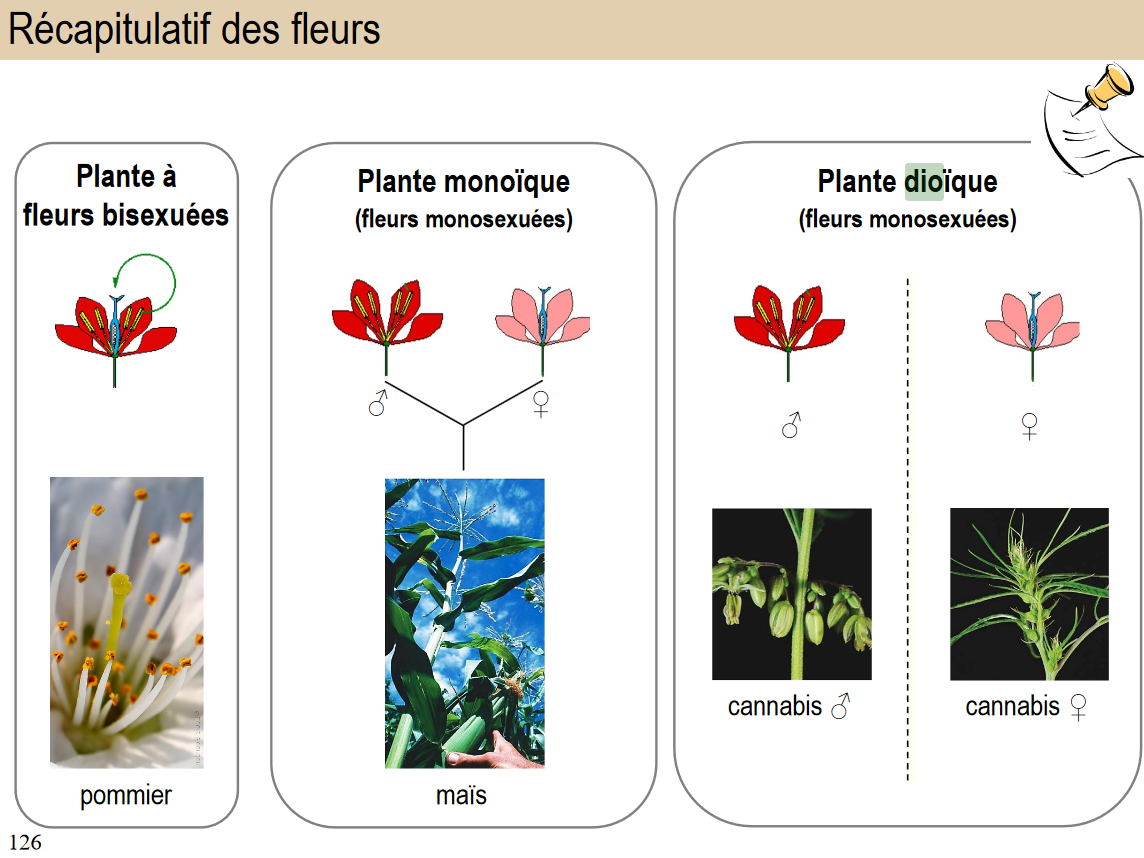 Récapitulatif des fleurs
Plante à
fleurs bisexuées
pommier
Plante monoïque
(fleurs monosexuées)
♂
♀
maïs
Plante dioïque
(fleurs monosexuées)
♂
♀
cannabis ♂
cannabis ♀
126